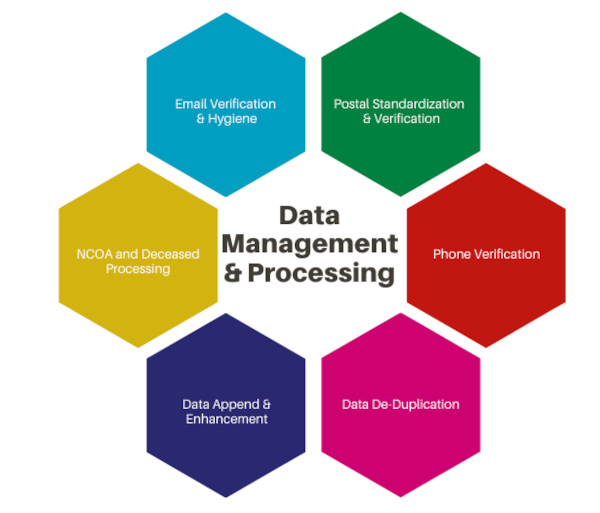 Email Verification
& Hygiene
Postal Standardization
& Verification
NCOA and Deceased
Processing
Data
Management
& Processing
Phone Verification
Data Append &
Enhancement
Data De-Duplication